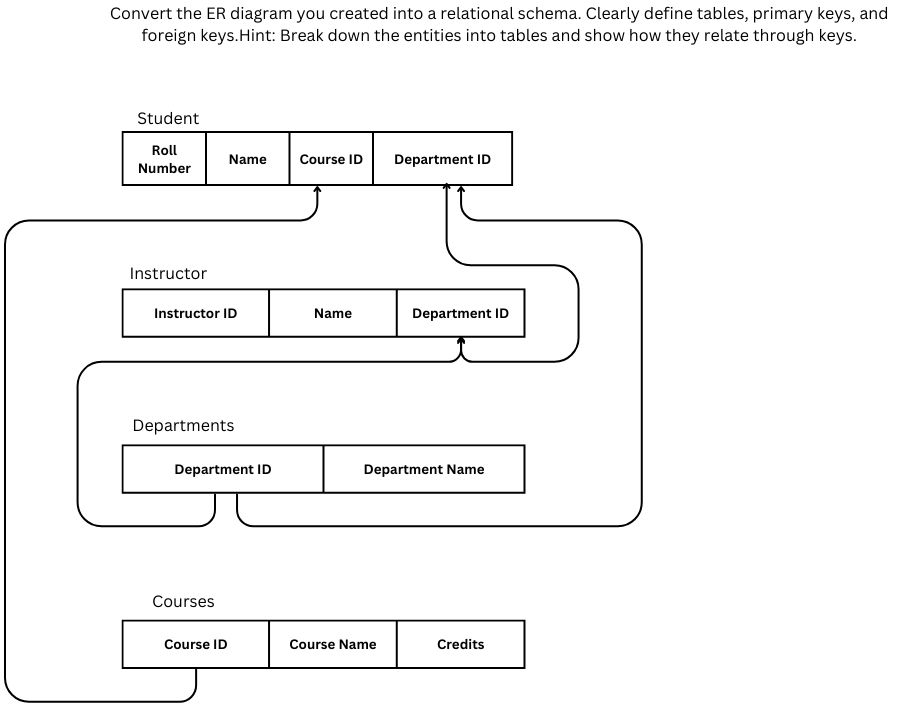 Convert the ER diagram you created into a relational schema. Clearly define tables, primary keys, and
foreign keys.Hint: Break down the entities into tables and show how they relate through keys.
Student
Roll
Number
Name
Course ID
Department ID
Instructor
Instructor ID
Name
Department ID
Departments
Department ID
Department Name
Courses
Course ID
Course Name
Credits